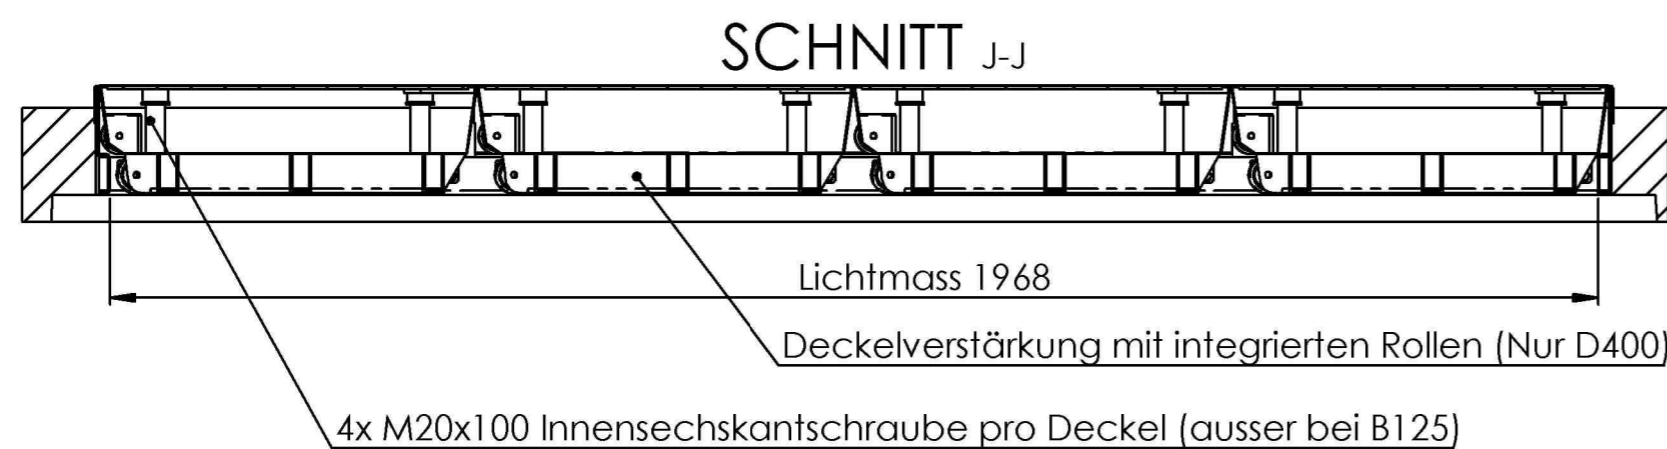 SCHNITT J-J
Lichtmass 1968
Deckelverstärkung mit integrierten Rollen (Nur D400)
4x M20x100 Innensechskantschraube pro Deckel (ausser bei B125)